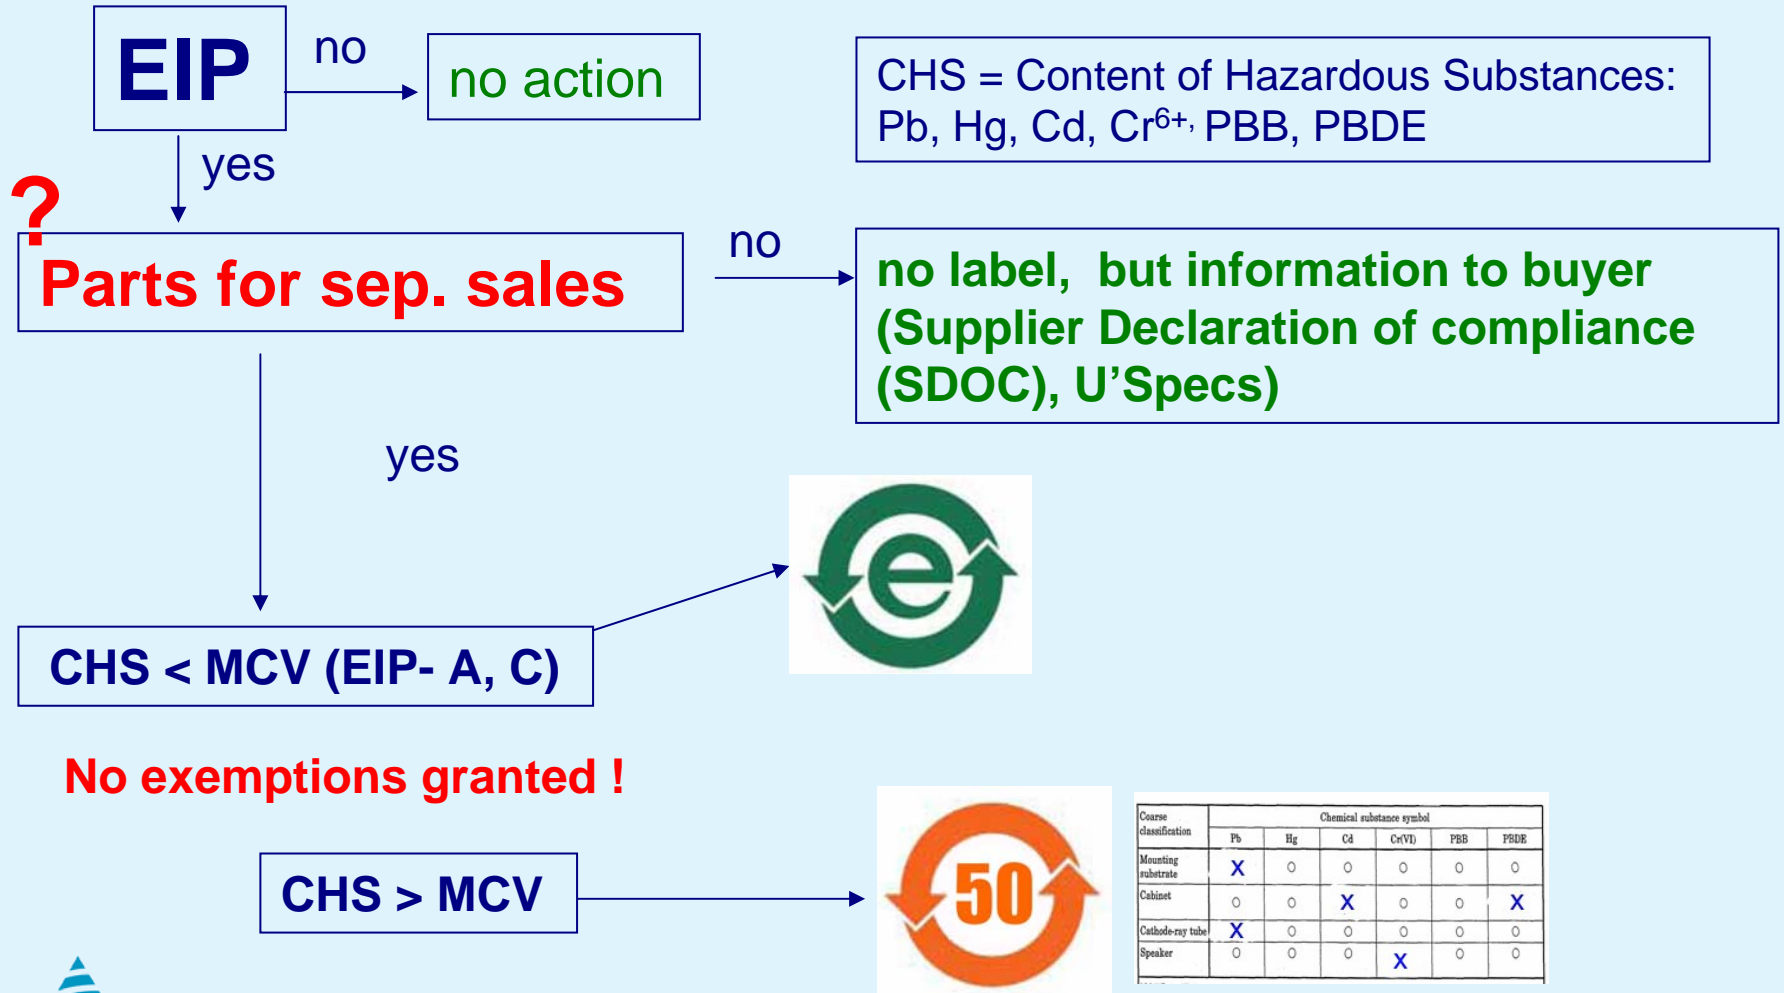 EIP
no
no action
CHS = Content of Hazardous Substances:
Pb, Hg, Cd, Cr6+, PBB, PBDE
yes
?
Parts for sep. sales
no
no label, but information to buyer
(Supplier Declaration of compliance
(SDOC), U’Specs)
yes
e
CHS < MCV (EIP- A, C)
No exemptions granted !
CHS > MCV
50
Coarse classification Chemical substance symbol
Pb Hg Cd Cr(VI) PBB PBDE
Mounting substrate X O O O O O
Cabinet O O X O O X
Cathode-ray tube X O O O O O
Speaker O O O X O O